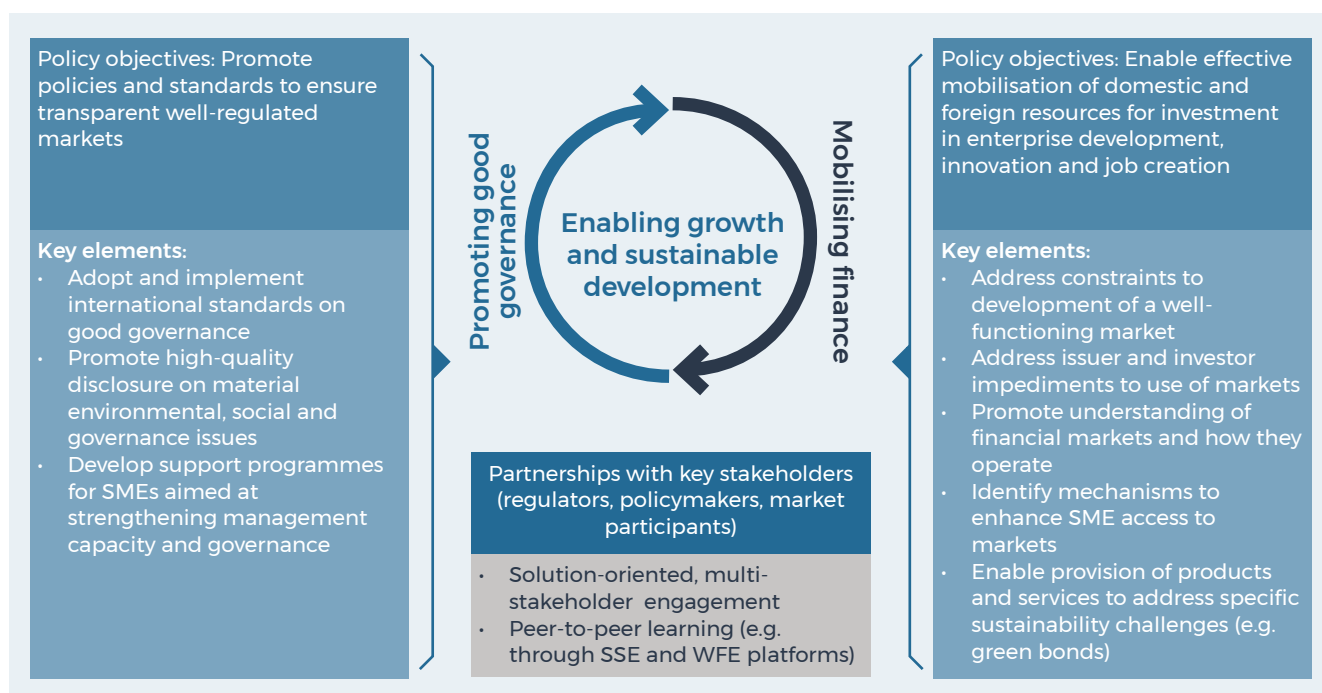 Policy objectives: Promote
policies and standards to ensure
transparent well-regulated
markets
Key elements:
• Adopt and implement
international standards on
good governance
• Promote high-quality
disclosure on material
environmental, social and
governance issues
• Develop support programmes
for SMEs aimed at
strengthening management
capacity and governance
Promoting good
governance
Enabling growth
and sustainable
development
Mobilising finance
Partnerships with key stakeholders
(regulators, policymakers, market
participants)
• Solution-oriented, multi-
stakeholder engagement
• Peer-to-peer learning (e.g.
through SSE and WFE platforms)
Policy objectives: Enable effective
mobilisation of domestic and
foreign resources for investment
in enterprise development,
innovation and job creation
Key elements:
• Address constraints to
development of a well-
functioning market
• Address issuer and investor
impediments to use of markets
• Promote understanding of
financial markets and how they
operate
• Identify mechanisms to
enhance SME access to
markets
• Enable provision of products
and services to address specific
sustainability challenges (e.g.
green bonds)